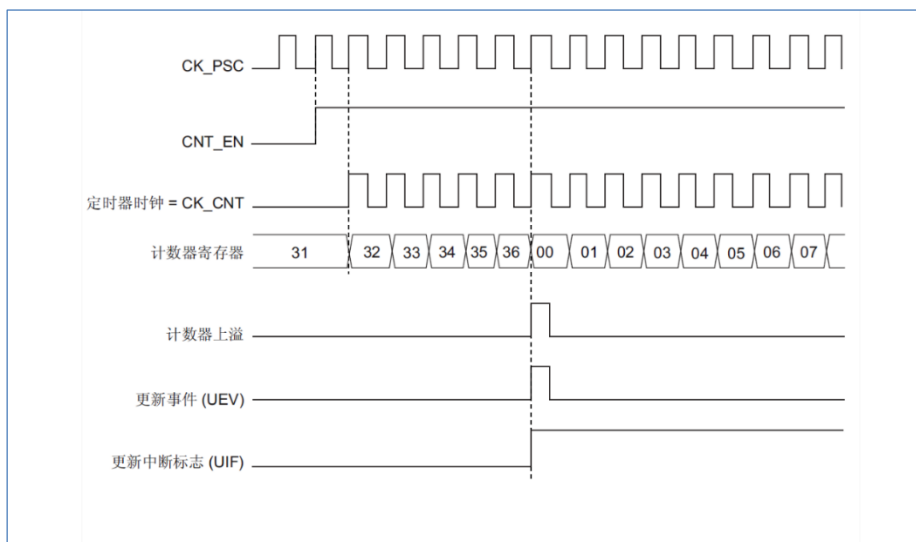 CK_PSC
CNT_EN
定时器时钟 = CK_CNT
计数器寄存器 31 32 33 34 35 36 00 01 02 03 04 05 06 07
计数器上溢
更新事件 (UEV)
更新中断标志 (UIF)